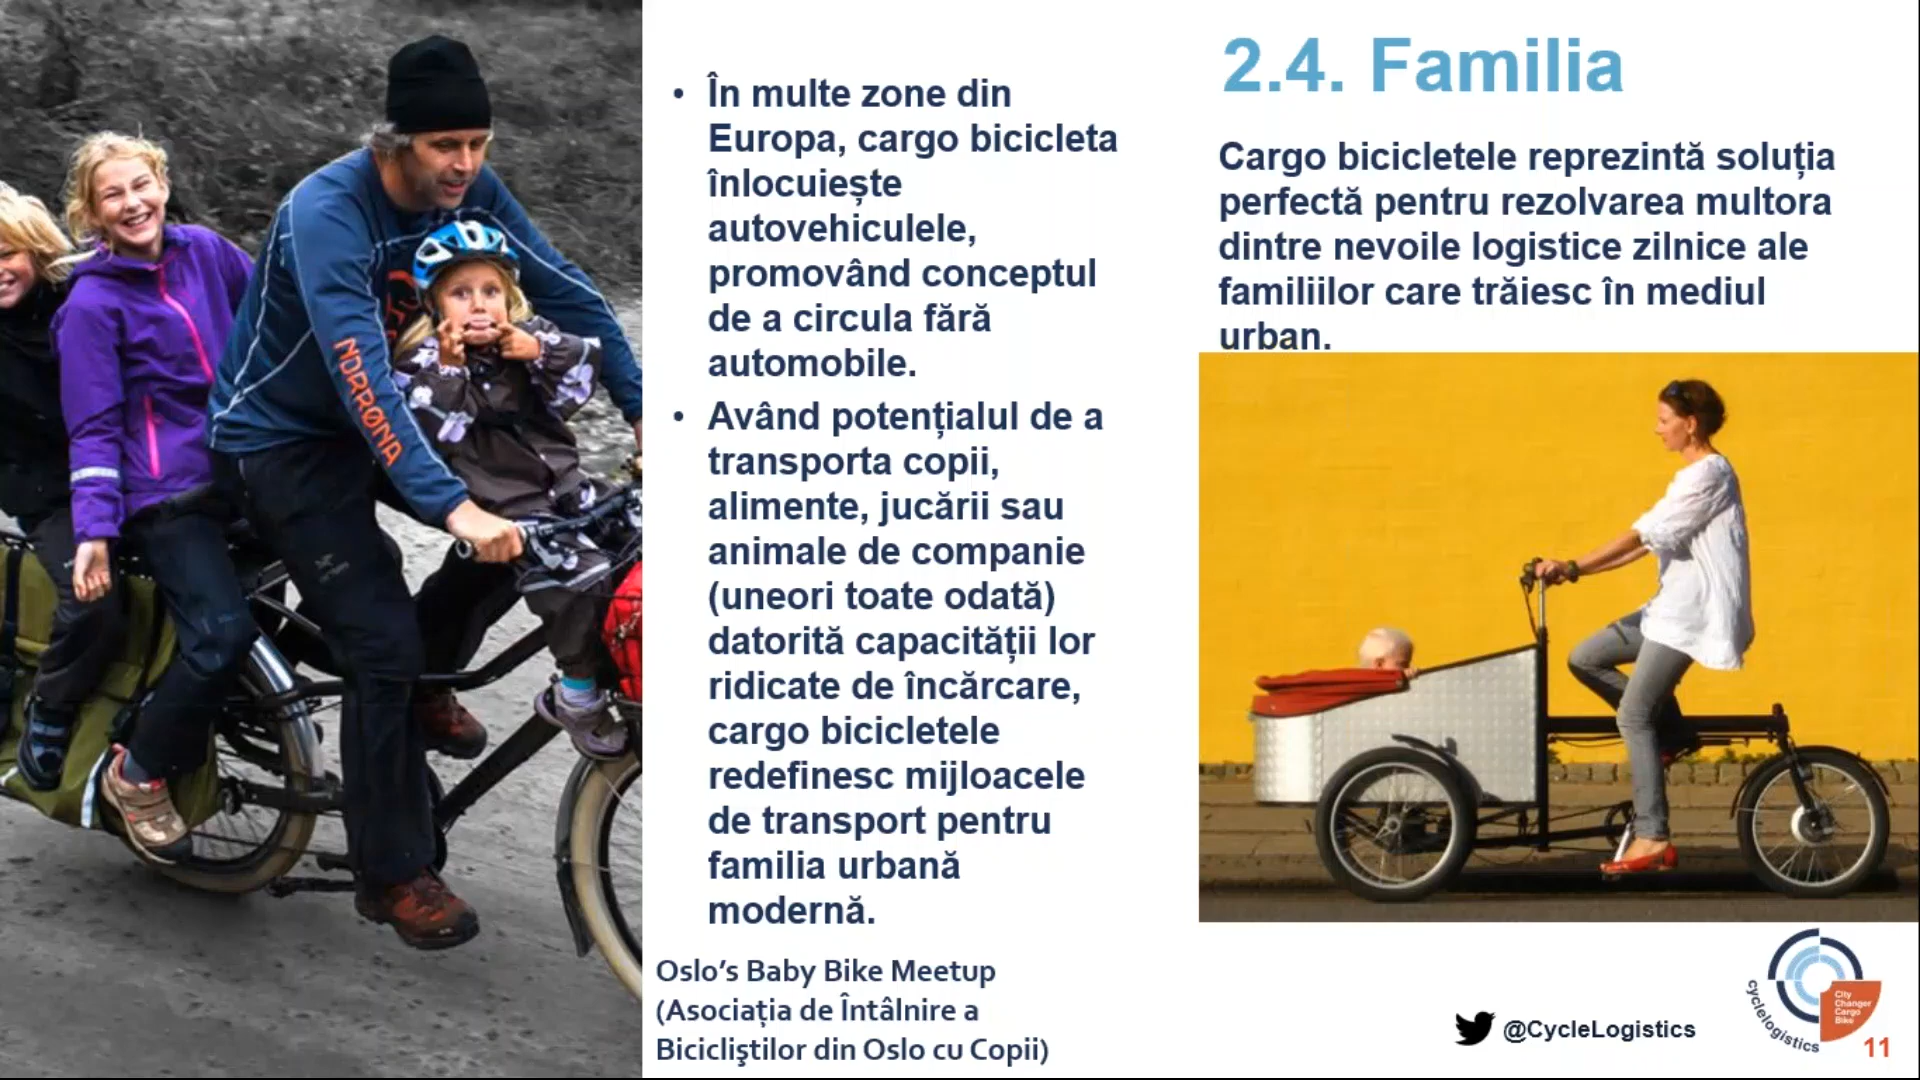 2.4. Familia
Cargo bicicletele reprezintă soluția
perfectă pentru rezolvarea multora
dintre nevoile logistice zilnice ale
familiilor care trăiesc în mediul
urban.
• În multe zone din
Europa, cargo bicicleta
înlocuiește
autovehiculele,
promovând conceptul
de a circula fără
automobile.
• Având potențialul de a
transporta copii,
alimente, jucării sau
animale de companie
(uneori toate odată)
datorită capacității lor
ridicate de încărcare,
cargo bicicletele
redefinesc mijloacele
de transport pentru
familia urbană
modernă.
Oslo’s Baby Bike Meetup
(Asociația de Întâlnire a
Bicicliştilor din Oslo cu Copii)
NORRØNA
@CycleLogistics
cyclelogistics
City
Changer
Cargo
Bike
11